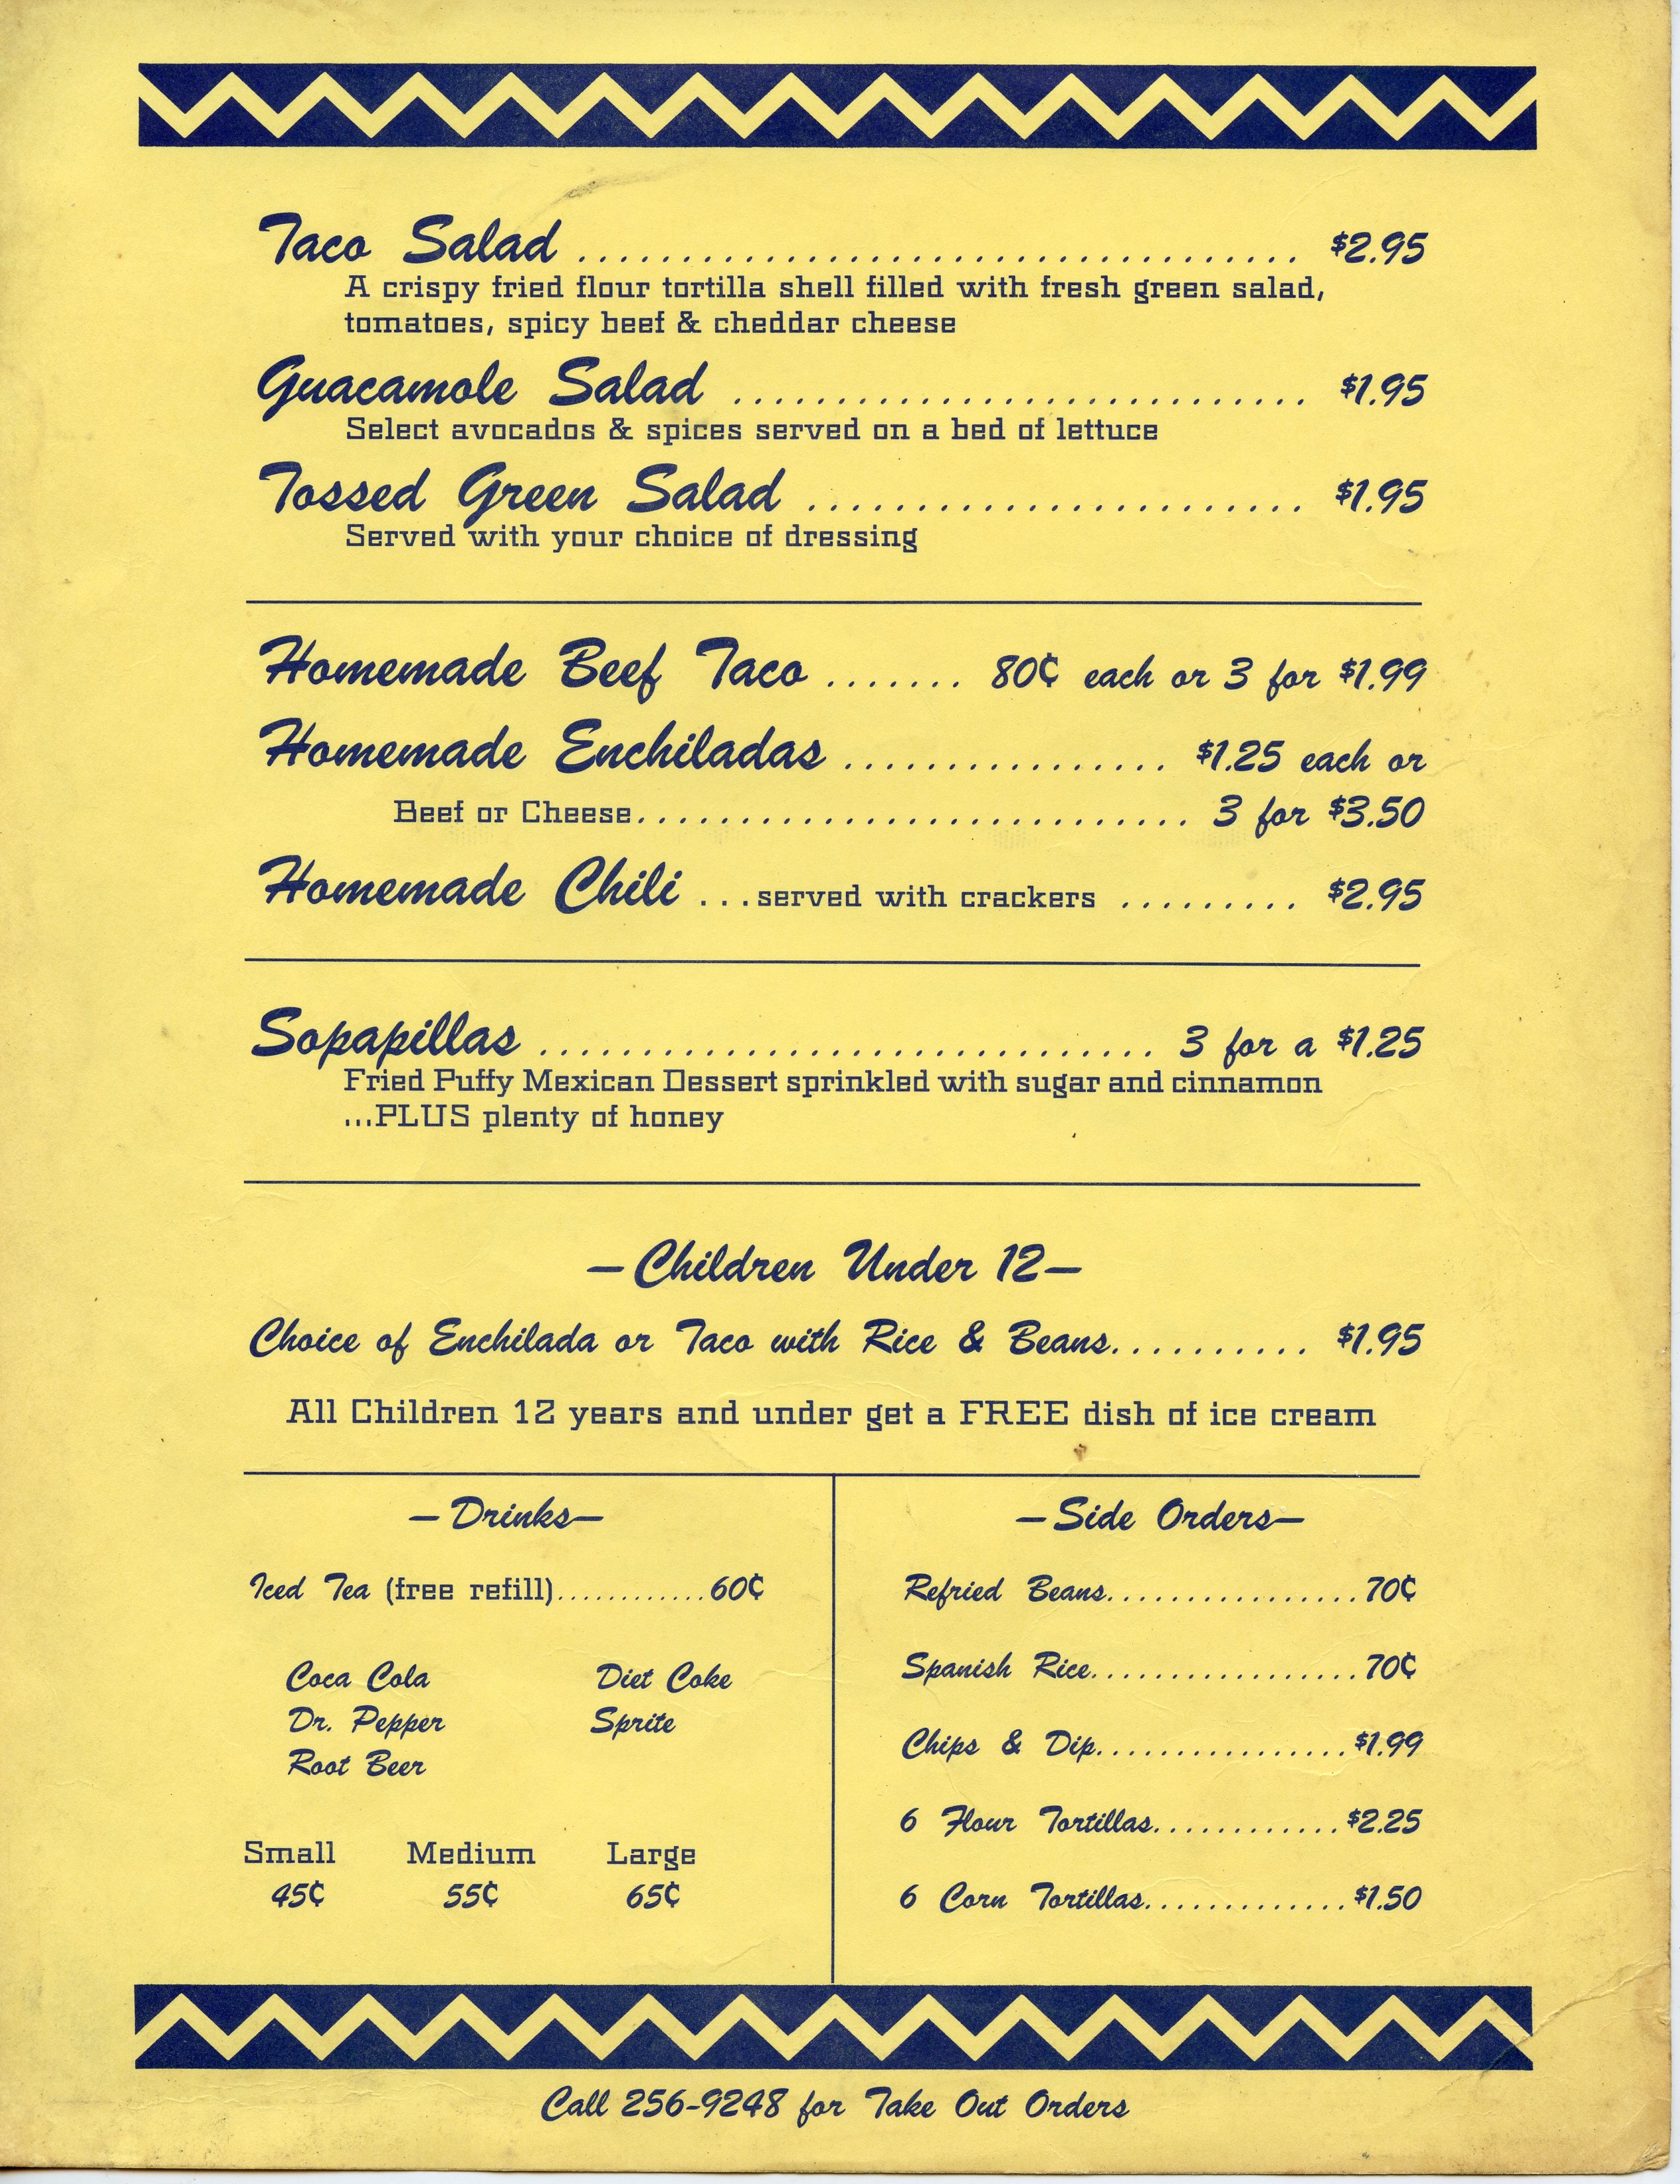 Taco Salad ........................................ $2.95
A crispy fried flour tortilla shell filled with fresh green salad,
tomatoes, spicy beef & cheddar cheese
Guacamole Salad ............................. $1.95
Select avocados & spices served on a bed of lettuce
Tossed Green Salad ......................... $1.95
Served with your choice of dressing
Homemade Beef Taco ....... 80¢ each or 3 for $1.99
Homemade Enchiladas ................ $1.25 each or
Beef or Cheese............................. 3 for $3.50
Homemade Chili ...served with crackers ......... $2.95
Sopapillas ............................... 3 for a $1.25
Fried Puffy Mexican Dessert sprinkled with sugar and cinnamon
...PLUS plenty of honey
—Children Under 12—
Choice of Enchilada or Taco with Rice & Beans.......... $1.95
All Children 12 years and under get a FREE dish of ice cream
—Drinks—
Iced Tea (free refill)............60¢
Coca Cola Diet Coke
Dr. Pepper Sprite
Root Beer
Small Medium Large
45¢ 55¢ 65¢
—Side Orders—
Refried Beans.................70¢
Spanish Rice..................70¢
Chips & Dip.................$1.99
6 Flour Tortillas............$2.25
6 Corn Tortillas.............$1.50
Call 256-9248 for Take Out Orders